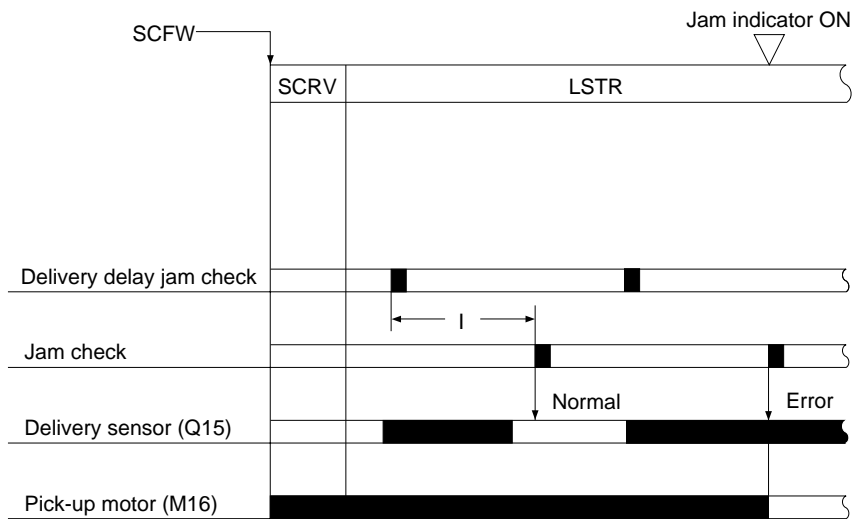 Jam indicator ON
SCFW
SCRV
LSTR
Delivery delay jam check
I
Jam check
Normal
Error
Delivery sensor (Q15)
Pick-up motor (M16)